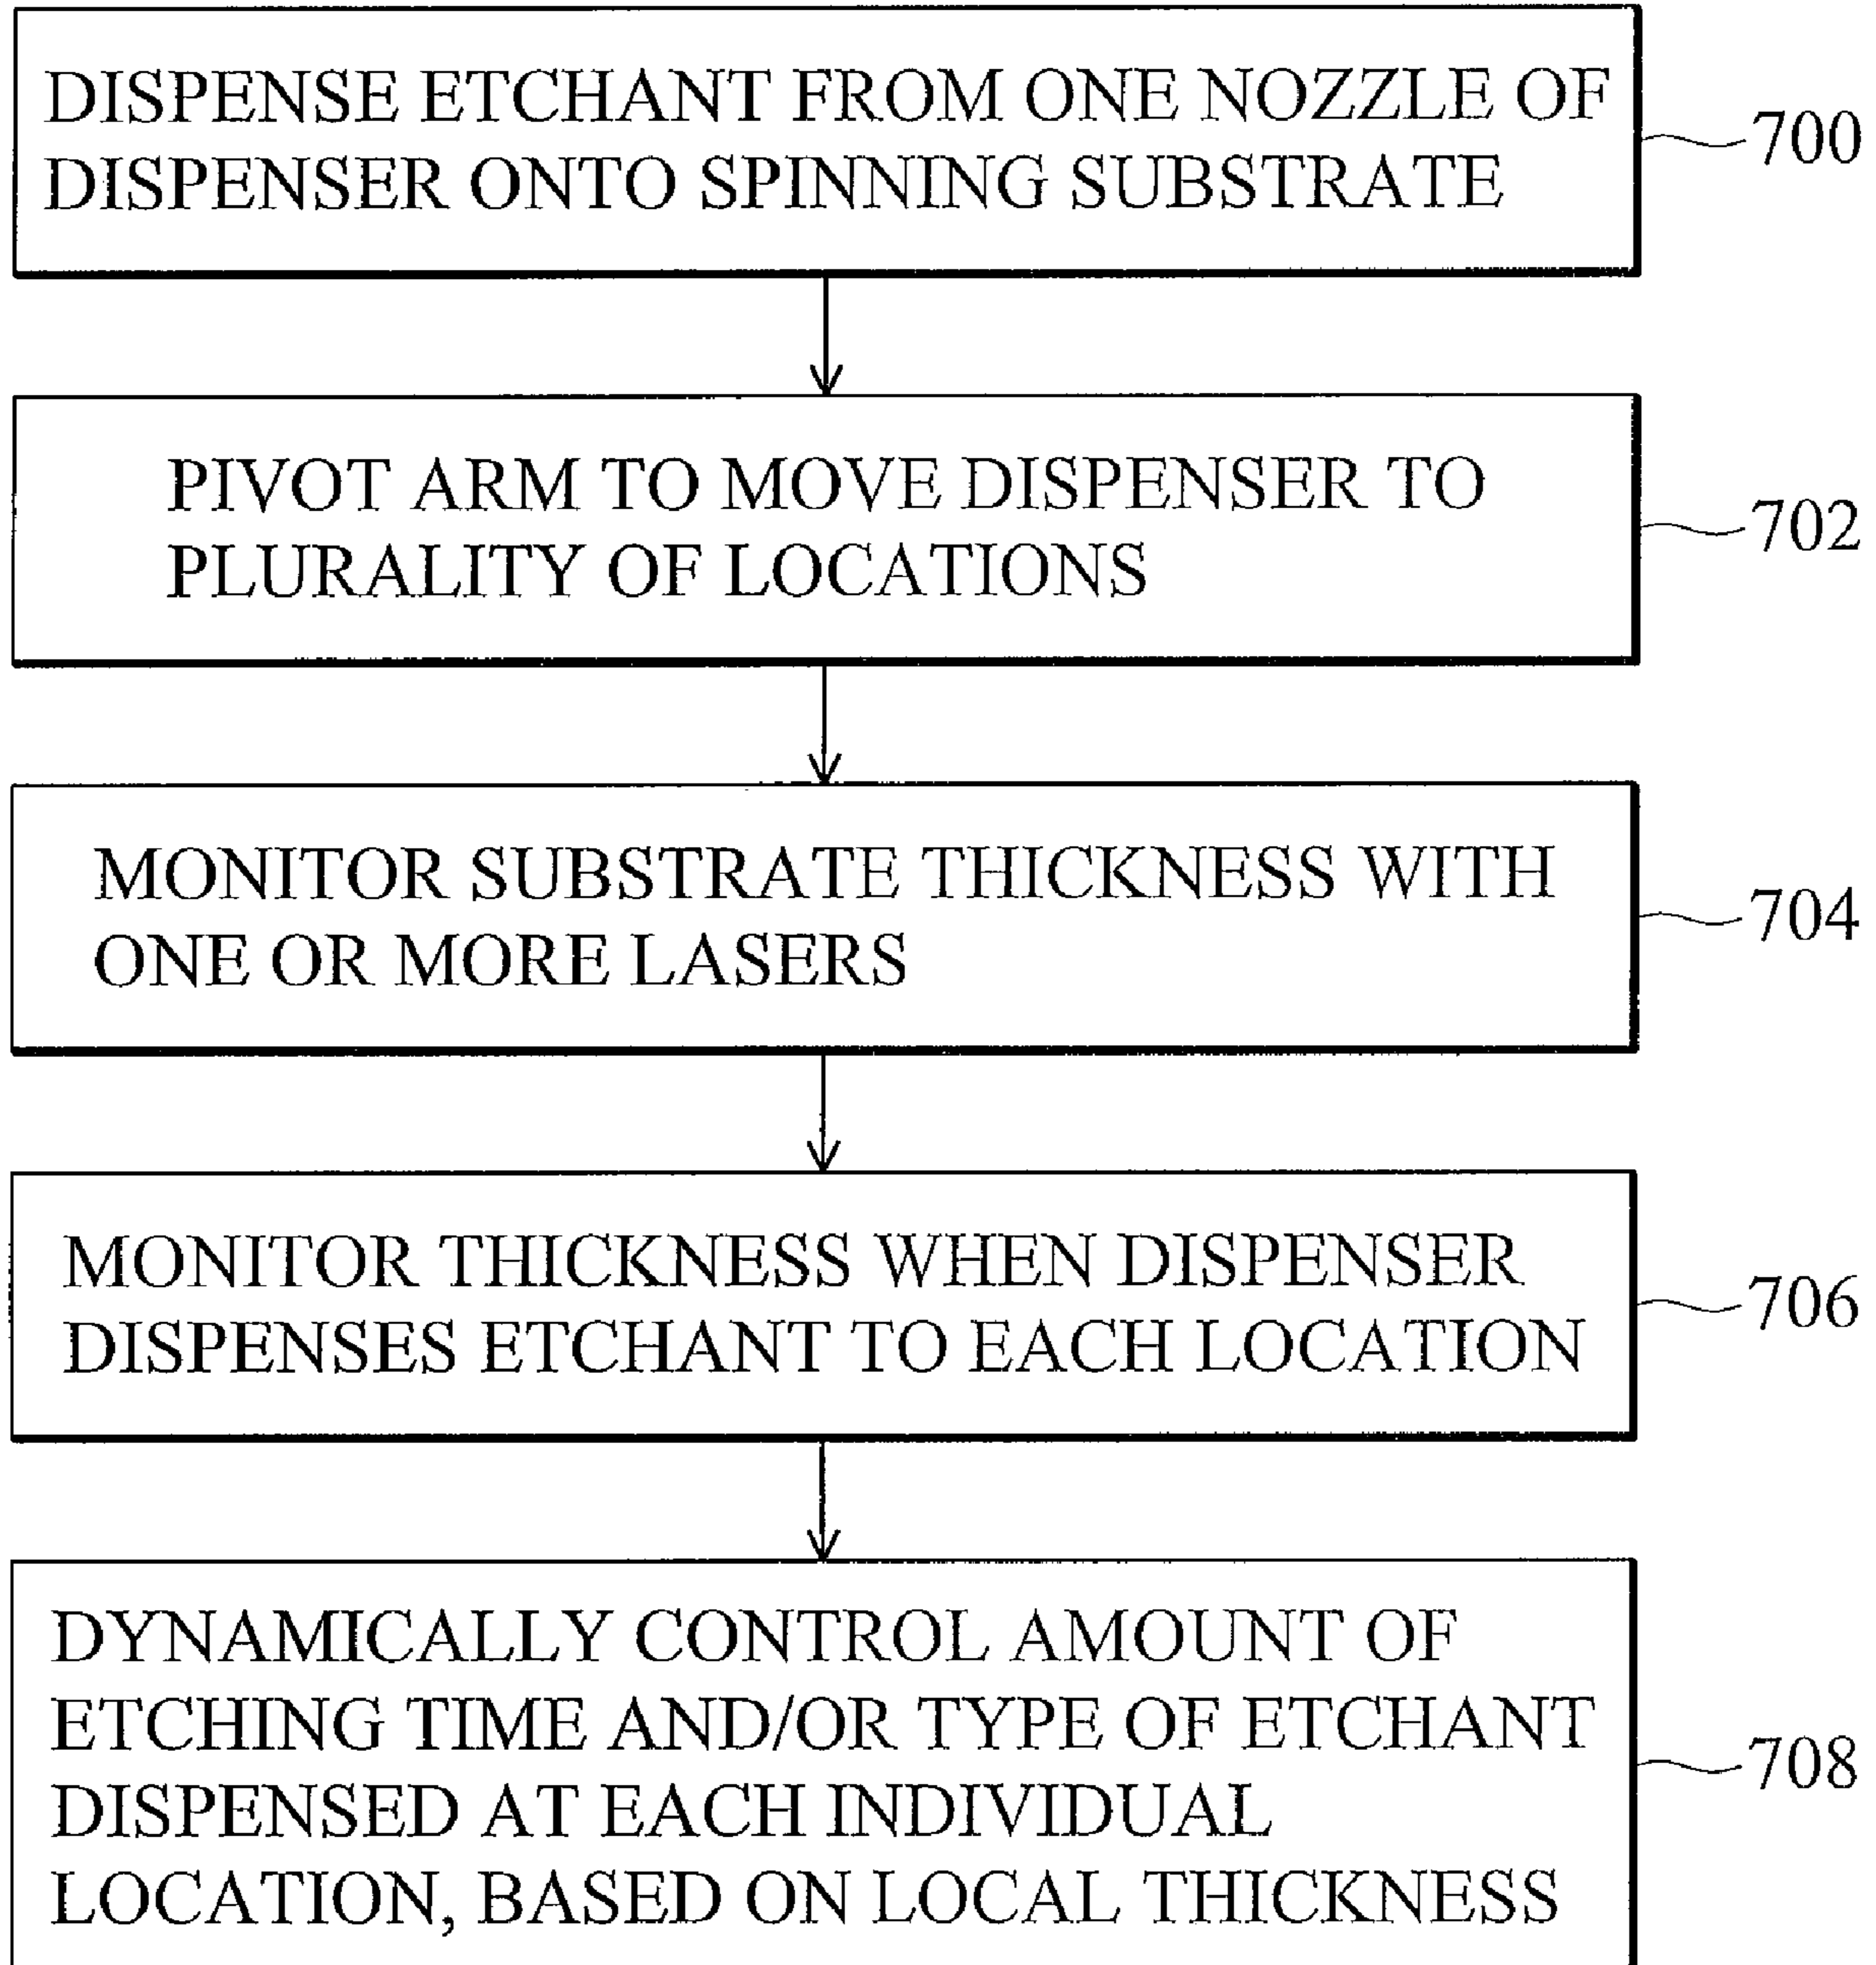 DISPENSE ETCHANT FROM ONE NOZZLE OF
DISPENSER ONTO SPINNING SUBSTRATE
700
PIVOT ARM TO MOVE DISPENSER TO
PLURALITY OF LOCATIONS
702
MONITOR SUBSTRATE THICKNESS WITH
ONE OR MORE LASERS
704
MONITOR THICKNESS WHEN DISPENSER
DISPENSES ETCHANT TO EACH LOCATION
706
DYNAMICALLY CONTROL AMOUNT OF
ETCHING TIME AND/OR TYPE OF ETCHANT
DISPENSED AT EACH INDIVIDUAL
LOCATION, BASED ON LOCAL THICKNESS
708